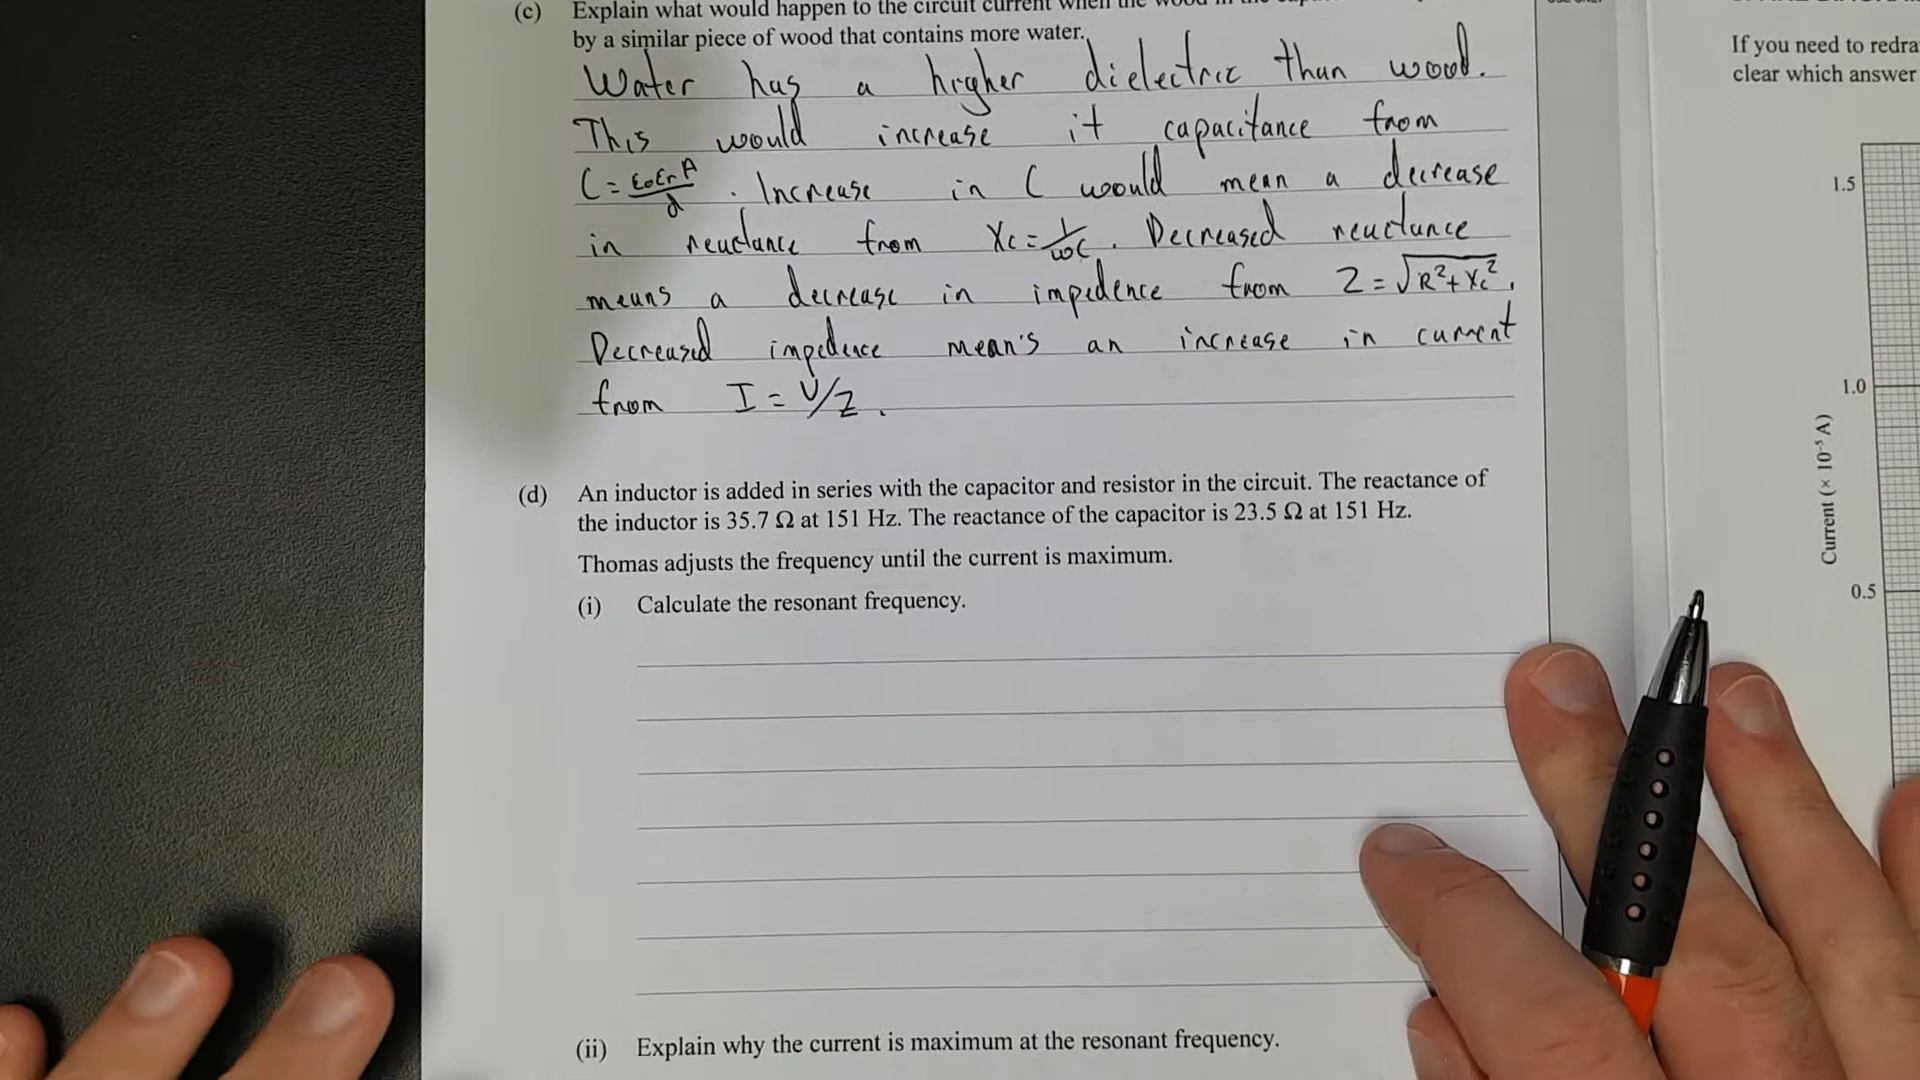 (c) Explain what would happen to the circuit current when the wood in the
by a similar piece of wood that contains more water.
Water has a higher dielectric than wood.
This would increase it capacitance from
C = ε₀εᵣA/d . Increase in C would mean a decrease
in reactance from Xc = 1/ωC . Decreased reactance
means a decrease in impedence from Z = √R²+Xc² .
Decreased impedence mean's an increase in current
from I = V/Z .
(d) An inductor is added in series with the capacitor and resistor in the circuit. The reactance of
the inductor is 35.7 Ω at 151 Hz. The reactance of the capacitor is 23.5 Ω at 151 Hz.
Thomas adjusts the frequency until the current is maximum.
(i) Calculate the resonant frequency.
(ii) Explain why the current is maximum at the resonant frequency.
If you need to redra
clear which answer
1.5
1.0
0.5
Current (× 10⁻⁵ A)